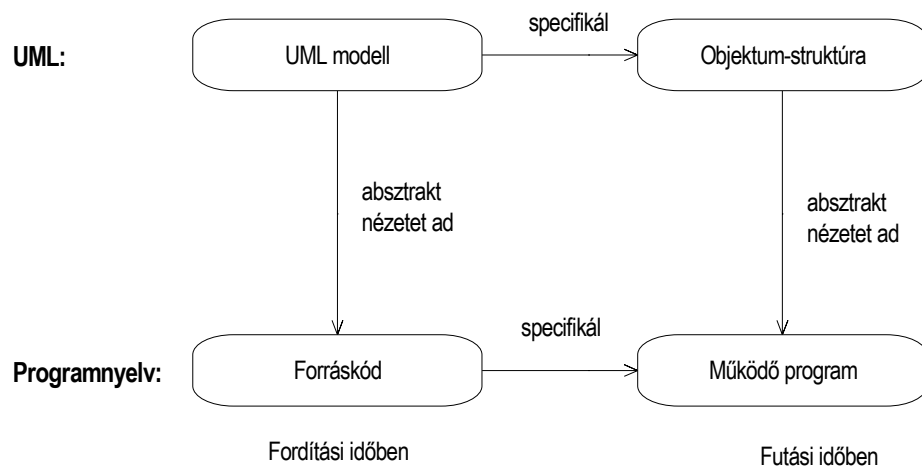 specifikál
UML:
UML modell
Objektum-struktúra
absztrakt
nézetet ad
absztrakt
nézetet ad
specifikál
Programnyelv:
Forráskód
Működő program
Fordítási időben
Futási időben